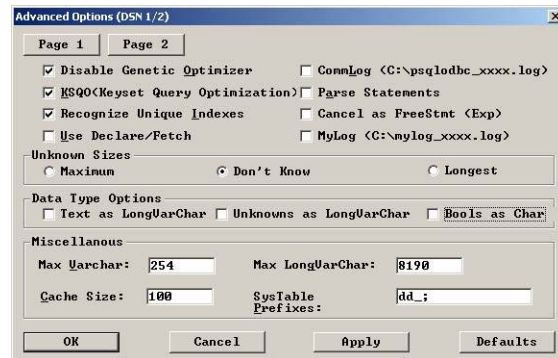 Advanced Options (DSN 1/2)
Page 1 Page 2
Disable Genetic Optimizer CommLog (C:\psqlodbc_xxxx.log)
KSQO(Keyset Query Optimization) Parse Statements
Recognize Unique Indexes Cancel as FreeStmt (Exp)
Use Declare/Fetch MyLog (C:\mylog_xxxx.log)
Unknown Sizes
Maximum Don't Know Longest
Data Type Options
Text as LongVarChar Unknowns as LongVarChar Bools as Char
Miscellanous
Max Varchar: 254 Max LongVarChar: 8190
Cache Size: 100 SysTable Prefixes: dd_;
OK Cancel Apply Defaults